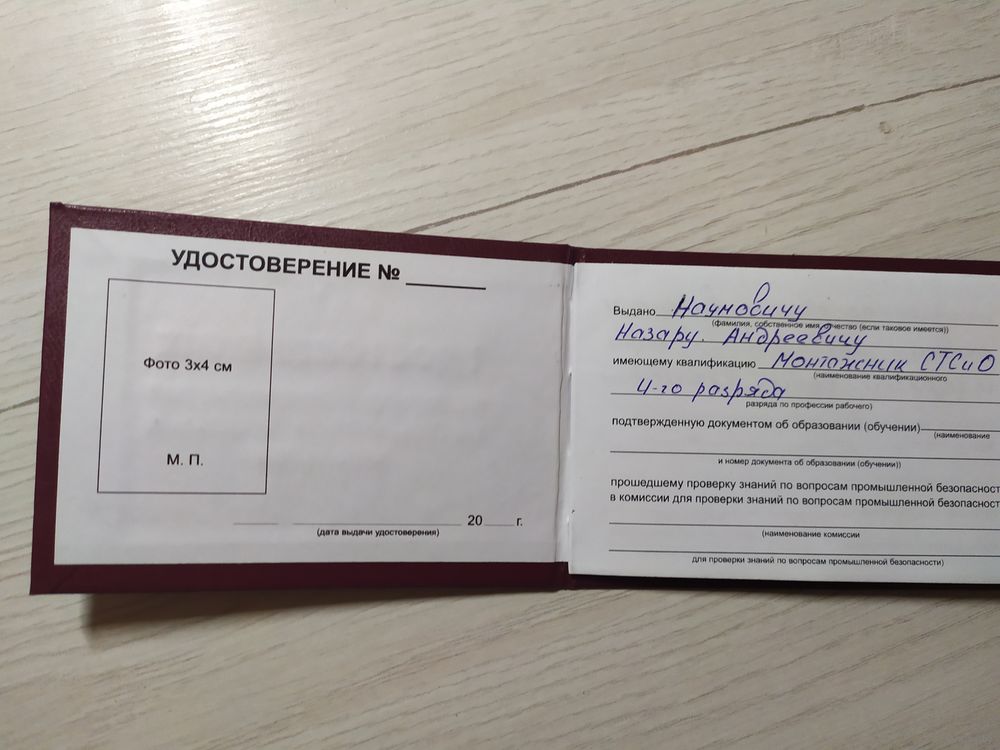 УДОСТОВЕРЕНИЕ №
Фото 3х4 см
М. П.
20 г.
(дата выдачи удостоверения)
Выдано Наумовичу
(фамилия, собственное имя, отчество (если таковое имеется))
Назару Андреевичу
имеющему квалификацию Монтажник СТСиО
(наименование квалификационного
4-го разряда
разряда по профессии рабочего)
подтвержденную документом об образовании (обучении)
(наименование
и номер документа об образовании (обучении))
прошедшему проверку знаний по вопросам промышленной безопасност
в комиссии для проверки знаний по вопросам промышленной безопаснос
(наименование комиссии
для проверки знаний по вопросам промышленной безопасности)